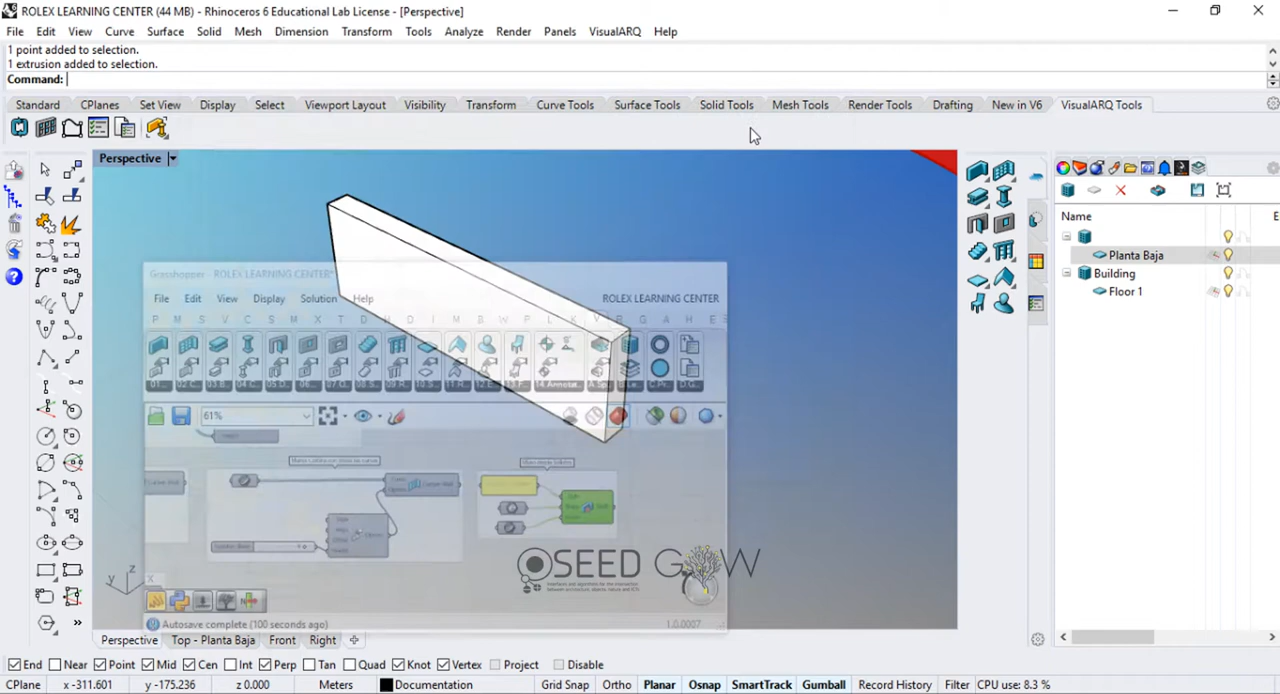 ROLEX LEARNING CENTER (44 MB) - Rhinoceros 6 Educational Lab License - [Perspective]
File Edit View Curve Surface Solid Mesh Dimension Transform Tools Analyze Render Panels VisualARQ Help
1 point added to selection.
1 extrusion added to selection.
Command:
Standard CPlanes Set View Display Select Viewport Layout Visibility Transform Curve Tools Surface Tools Solid Tools Mesh Tools Render Tools Drafting New in V6 VisualARQ Tools
Perspective
Name E
Planta Baja
Building
Floor 1
Grasshopper - ROLEX LEARNING CENTER*
File Edit View Display Solution Help ROLEX LEARNING CENTER
61%
SEED GROW
Autosave complete (100 seconds ago) 1.0.0007
z
y x
Perspective Top - Planta Baja Front Right
End Near Point Mid Cen Int Perp Tan Quad Knot Vertex Project Disable
CPlane x -311.601 y -175.236 z 0.000 Meters Documentation Grid Snap Ortho Planar Osnap SmartTrack Gumball Record History Filter CPU use: 8.3 %